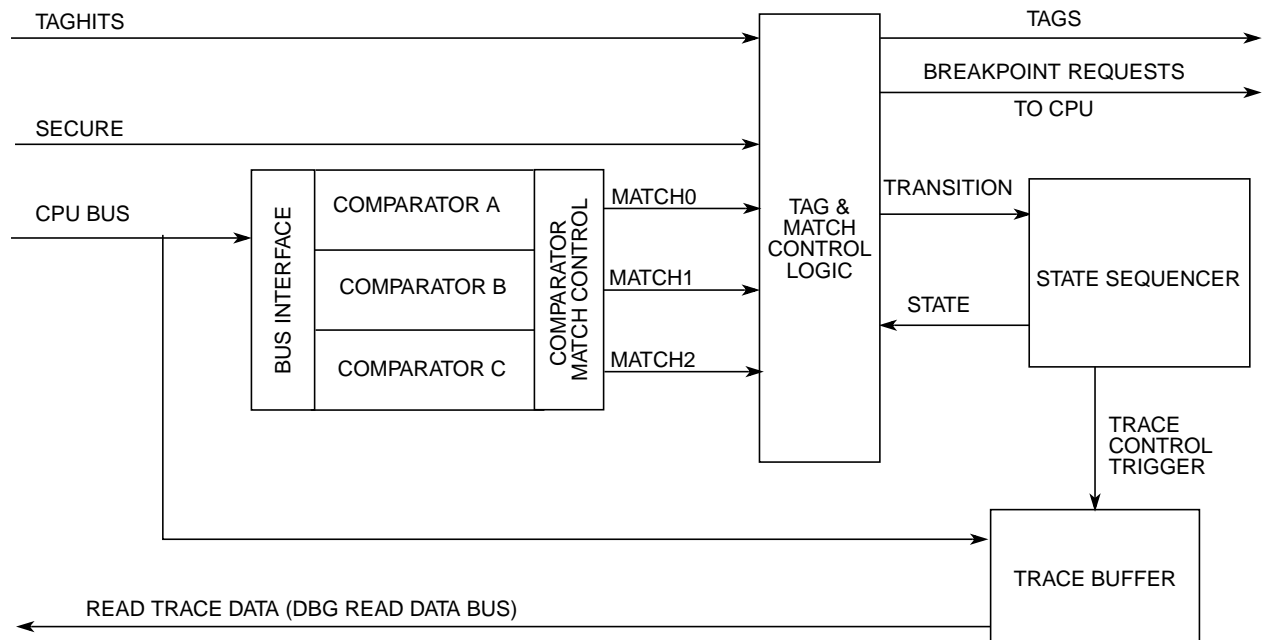 TAGHITS
TAGS
BREAKPOINT REQUESTS
TO CPU
SECURE
CPU BUS
BUS INTERFACE
COMPARATOR A
COMPARATOR B
COMPARATOR C
COMPARATOR
MATCH CONTROL
MATCH0
MATCH1
MATCH2
TAG &
MATCH
CONTROL
LOGIC
TRANSITION
STATE
STATE SEQUENCER
TRACE
CONTROL
TRIGGER
TRACE BUFFER
READ TRACE DATA (DBG READ DATA BUS)